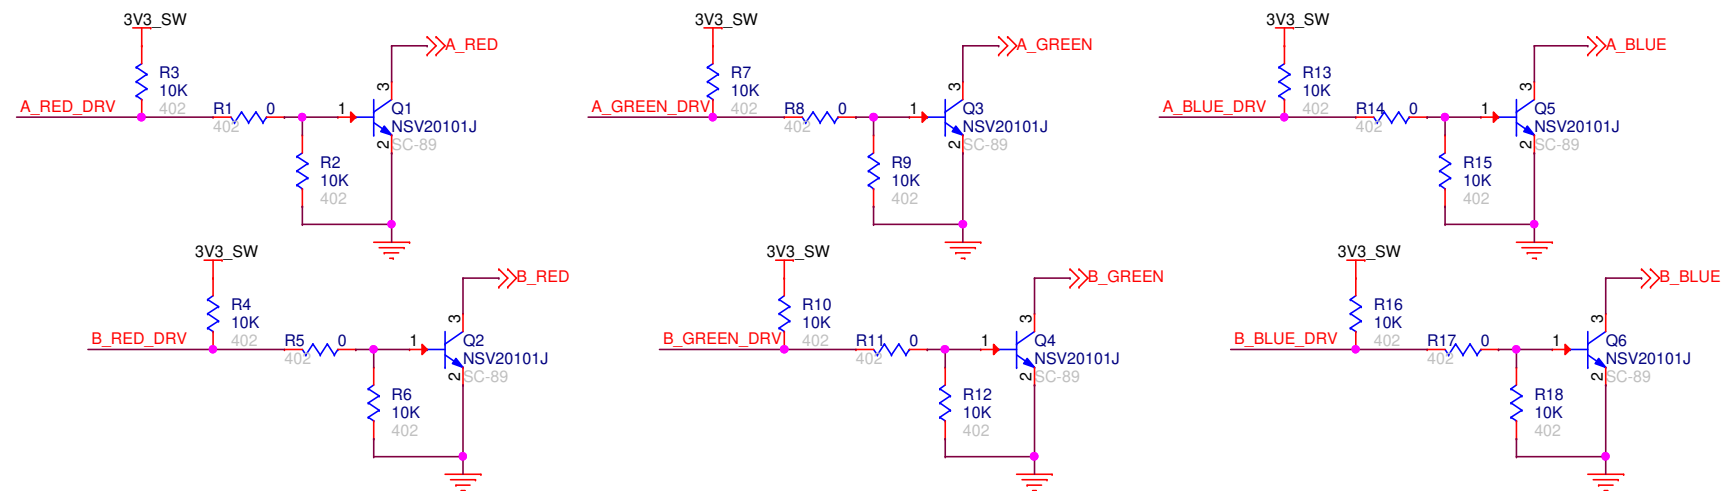 3V3_SW
A_RED
R3
10K
402
A_RED_DRV
R1
0
402
1
3
Q1
NSV20101J
2
SC-89
R2
10K
402
3V3_SW
A_GREEN
R7
10K
402
A_GREEN_DRV
R8
0
402
1
3
Q3
NSV20101J
2
SC-89
R9
10K
402
3V3_SW
A_BLUE
R13
10K
402
A_BLUE_DRV
R14
0
402
1
3
Q5
NSV20101J
2
SC-89
R15
10K
402
3V3_SW
B_RED
R4
10K
402
B_RED_DRV
R5
0
402
1
3
Q2
NSV20101J
2
SC-89
R6
10K
402
3V3_SW
B_GREEN
R10
10K
402
B_GREEN_DRV
R11
0
402
1
3
Q4
NSV20101J
2
SC-89
R12
10K
402
3V3_SW
B_BLUE
R16
10K
402
B_BLUE_DRV
R17
0
402
1
3
Q6
NSV20101J
2
SC-89
R18
10K
402